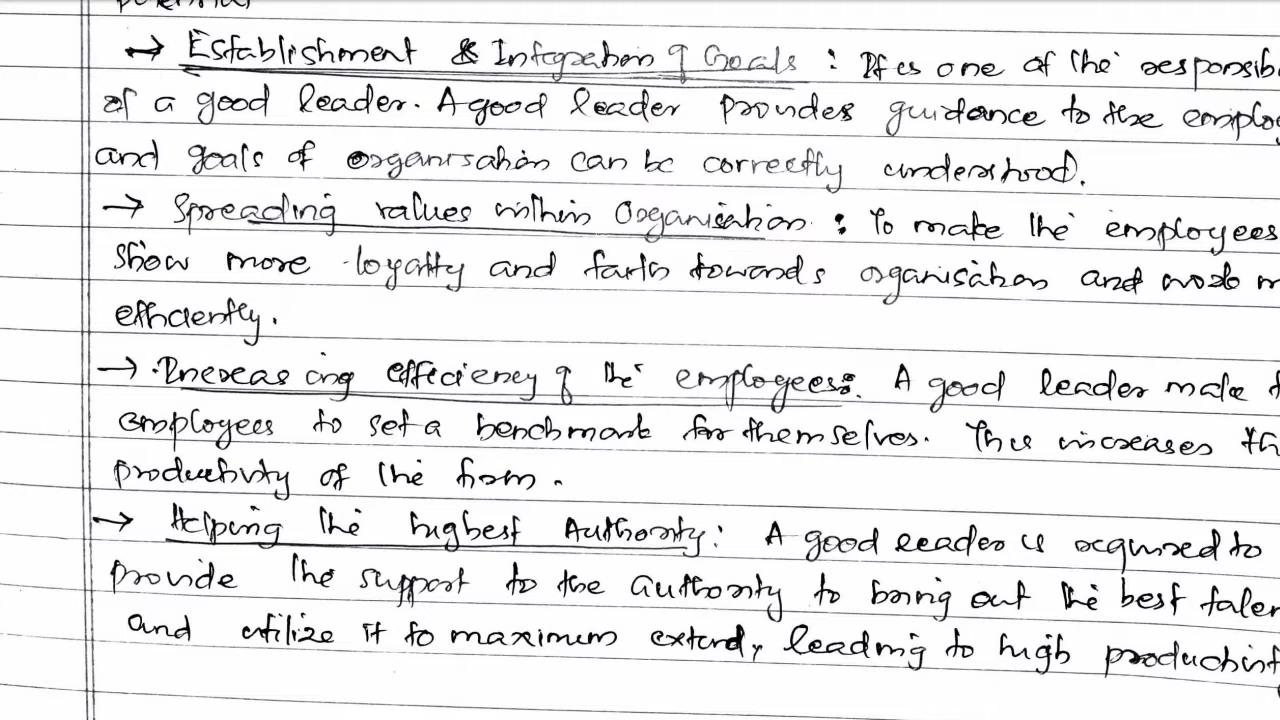 potential
→ Establishment & Integration of Goals : It is one of the responsib
of a good leader. A good leader provides guidance to the employe
and goals of organisation can be correctly understood.
→ Spreading values within Organisation : To make the employees
show more loyalty and faith towards organisation and work m
efficiently.
→ Increasing efficiency of the employees: A good leader make t
employees to set a benchmark for themselves. This increases th
productivity of the firm.
→ Helping the highest Authority: A good leader is required to
provide the support to the authority to bring out the best talen
and utilize it to maximum extend, leading to high productivit